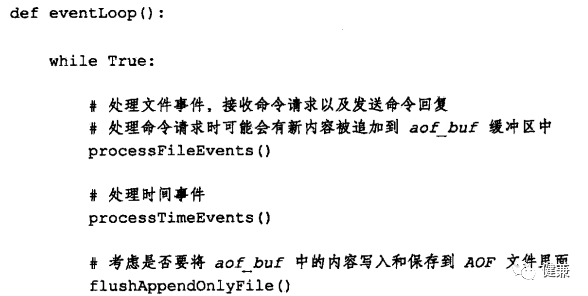 def eventLoop():
while True:
# 处理文件事件，接收命令请求以及发送命令回复
# 处理命令请求时可能会有新内容被追加到 aof_buf 缓冲区中
processFileEvents()
# 处理时间事件
processTimeEvents()
# 考虑是否要将 aof_buf 中的内容写入和保存到 AOF 文件里面
flushAppendOnlyFile()
健兼